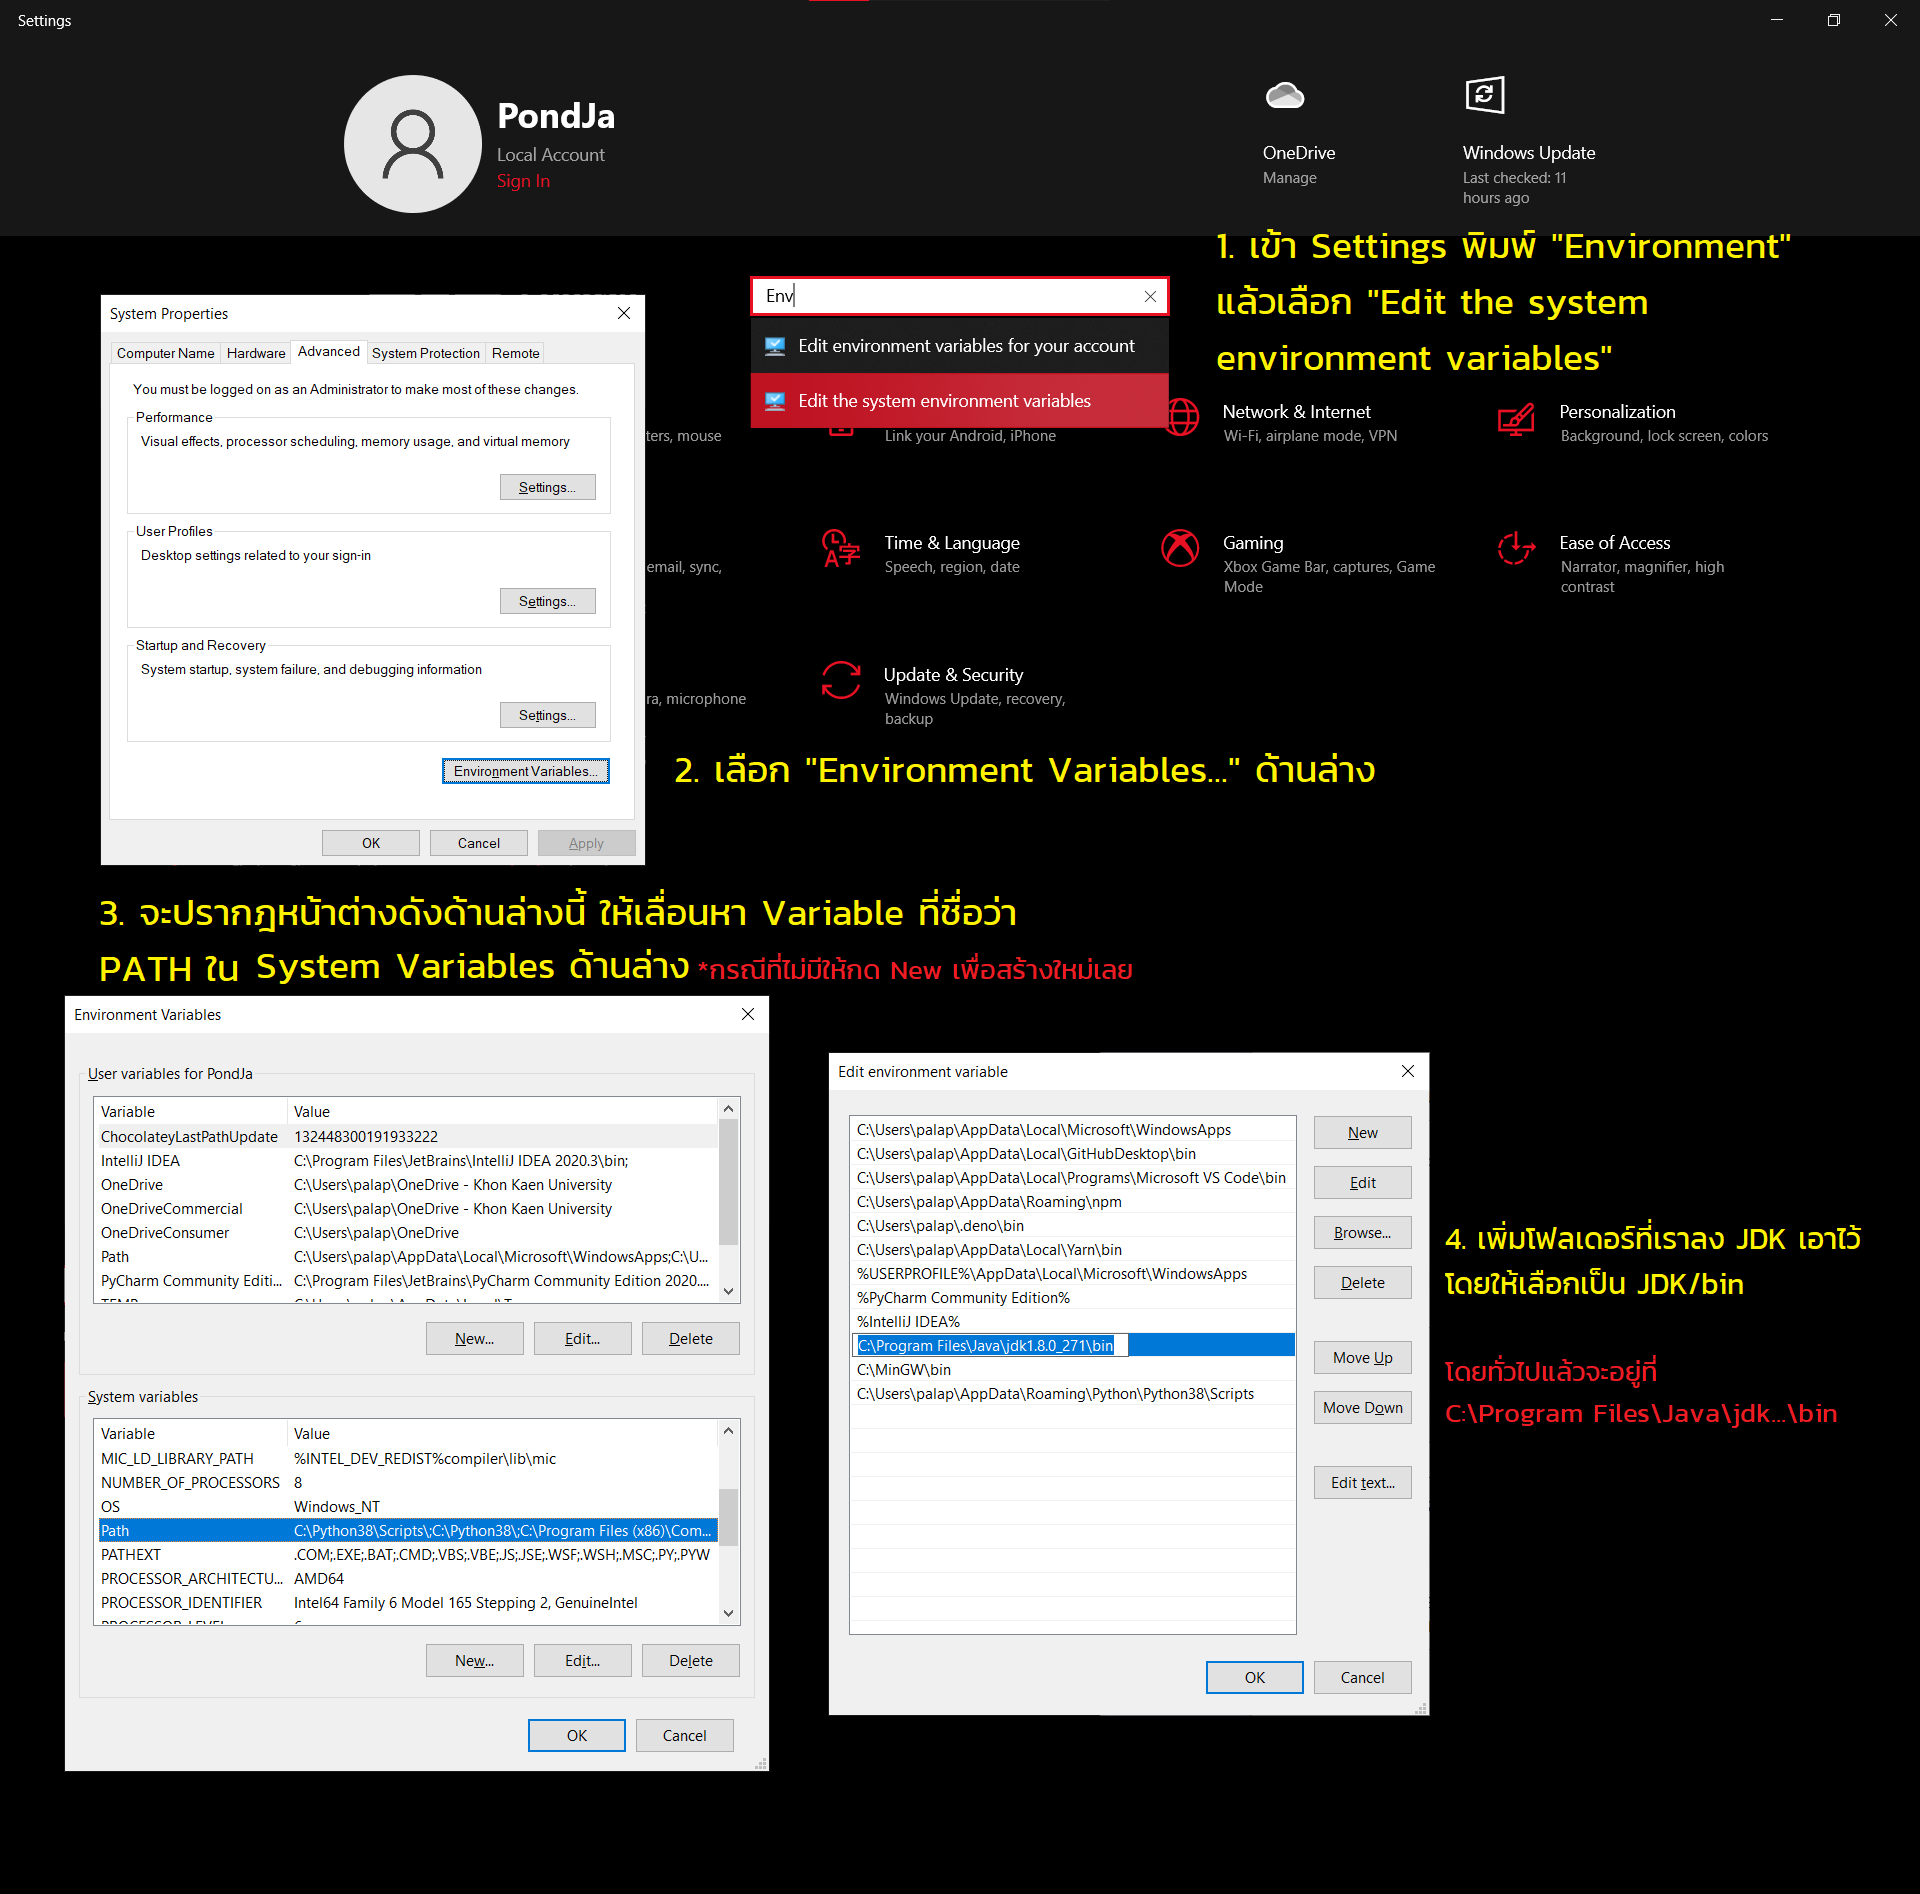 Settings
PondJa
Local Account
Sign In
OneDrive
Manage
Windows Update
Last checked: 11
hours ago
1. เข้า Settings พิมพ์ "Environment"
แล้วเลือก "Edit the system
environment variables"
Env
Edit environment variables for your account
Edit the system environment variables
System Properties
Computer Name
Hardware
Advanced
System Protection
Remote
You must be logged on as an Administrator to make most of these changes.
Performance
Visual effects, processor scheduling, memory usage, and virtual memory
Settings...
User Profiles
Desktop settings related to your sign-in
Settings...
Startup and Recovery
System startup, system failure, and debugging information
Settings...
Environment Variables...
OK
Cancel
Apply
mouse
Link your Android, iPhone
Network & Internet
Wi-Fi, airplane mode, VPN
Personalization
Background, lock screen, colors
email, sync,
Time & Language
Speech, region, date
Gaming
Xbox Game Bar, captures, Game
Mode
Ease of Access
Narrator, magnifier, high
contrast
microphone
Update & Security
Windows Update, recovery,
backup
2. เลือก "Environment Variables..." ด้านล่าง
3. จะปรากฎหน้าต่างดังด้านล่างนี้ ให้เลื่อนหา Variable ที่ชื่อว่า
PATH ใน System Variables ด้านล่าง *กรณีที่ไม่มีให้กด New เพื่อสร้างใหม่เลย
Environment Variables
User variables for PondJa
Variable Value
ChocolateyLastPathUpdate 132448300191933222
IntelliJ IDEA C:\Program Files\JetBrains\IntelliJ IDEA 2020.3\bin;
OneDrive C:\Users\palap\OneDrive - Khon Kaen University
OneDriveCommercial C:\Users\palap\OneDrive - Khon Kaen University
OneDriveConsumer C:\Users\palap\OneDrive
Path C:\Users\palap\AppData\Local\Microsoft\WindowsApps;C:\U...
PyCharm Community Editi... C:\Program Files\JetBrains\PyCharm Community Edition 2020....
New...
Edit...
Delete
System variables
Variable Value
MIC_LD_LIBRARY_PATH %INTEL_DEV_REDIST%compiler\lib\mic
NUMBER_OF_PROCESSORS 8
OS Windows_NT
Path C:\Python38\Scripts\;C:\Python38\;C:\Program Files (x86)\Com...
PATHEXT .COM;.EXE;.BAT;.CMD;.VBS;.VBE;.JS;.JSE;.WSF;.WSH;.MSC;.PY;.PYW
PROCESSOR_ARCHITECTU... AMD64
PROCESSOR_IDENTIFIER Intel64 Family 6 Model 165 Stepping 2, GenuineIntel
New...
Edit...
Delete
OK
Cancel
Edit environment variable
C:\Users\palap\AppData\Local\Microsoft\WindowsApps
C:\Users\palap\AppData\Local\GitHubDesktop\bin
C:\Users\palap\AppData\Local\Programs\Microsoft VS Code\bin
C:\Users\palap\AppData\Roaming\npm
C:\Users\palap\.deno\bin
C:\Users\palap\AppData\Local\Yarn\bin
%USERPROFILE%\AppData\Local\Microsoft\WindowsApps
%PyCharm Community Edition%
%IntelliJ IDEA%
C:\Program Files\Java\jdk1.8.0_271\bin
C:\MinGW\bin
C:\Users\palap\AppData\Roaming\Python\Python38\Scripts
New
Edit
Browse...
Delete
Move Up
Move Down
Edit text...
OK
Cancel
4. เพิ่มโฟลเดอร์ที่เราลง JDK เอาไว้
โดยให้เลือกเป็น JDK/bin
โดยทั่วไปแล้วจะอยู่ที่
C:\Program Files\Java\jdk...\bin